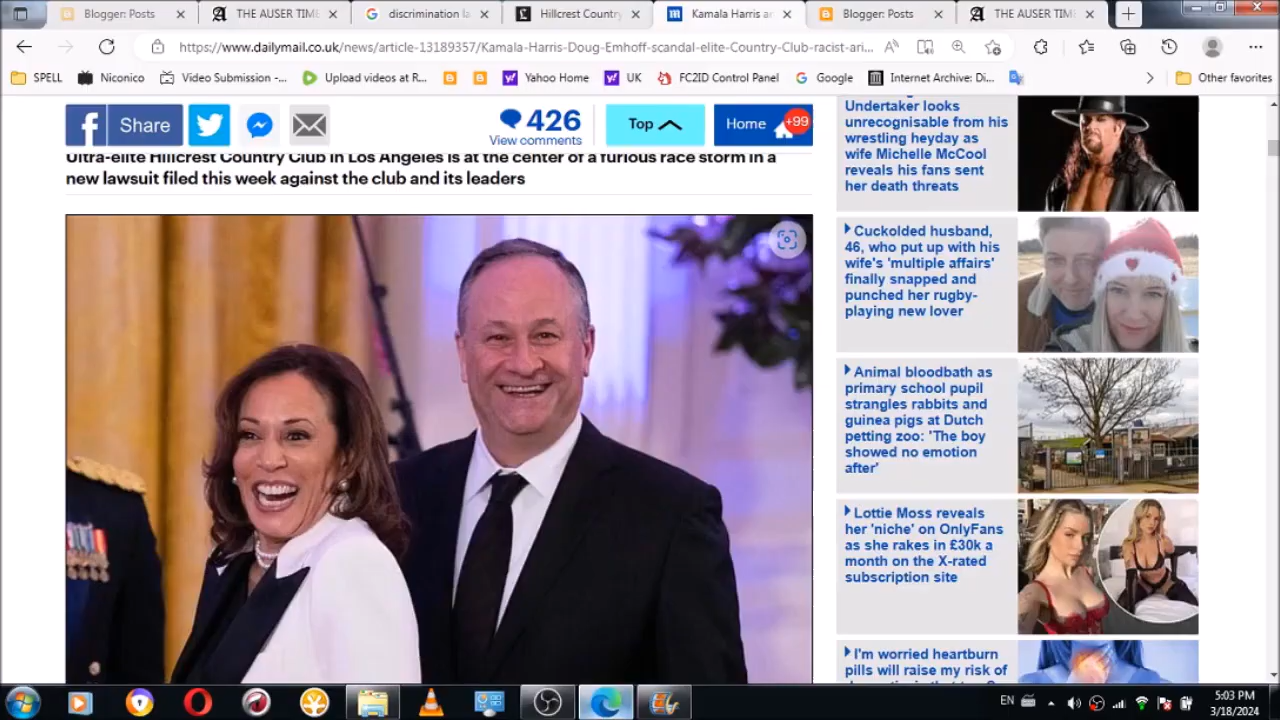 Blogger: Posts
THE AUSER TIM
discrimination la
Hillcrest Countr
Kamala Harris a
Blogger: Posts
THE AUSER TIM
https://www.dailymail.co.uk/news/article-13189357/Kamala-Harris-Doug-Emhoff-scandal-elite-Country-Club-racist-ari...
SPELL
Niconico
Video Submission -...
Upload videos at R...
Yahoo Home
UK
FC2ID Control Panel
Google
Internet Archive: Di...
Other favorites
Share
426
View comments
Top
Home
+99
Ultra-elite Hillcrest Country Club in Los Angeles is at the center of a furious race storm in a
new lawsuit filed this week against the club and its leaders
Undertaker looks
unrecognisable from his
wrestling heyday as
wife Michelle McCool
reveals his fans sent
her death threats
Cuckolded husband,
46, who put up with his
wife's 'multiple affairs'
finally snapped and
punched her rugby-
playing new lover
Animal bloodbath as
primary school pupil
strangles rabbits and
guinea pigs at Dutch
petting zoo: 'The boy
showed no emotion
after'
Lottie Moss reveals
her 'niche' on OnlyFans
as she rakes in £30k a
month on the X-rated
subscription site
I'm worried heartburn
pills will raise my risk of
EN
5:03 PM
3/18/2024